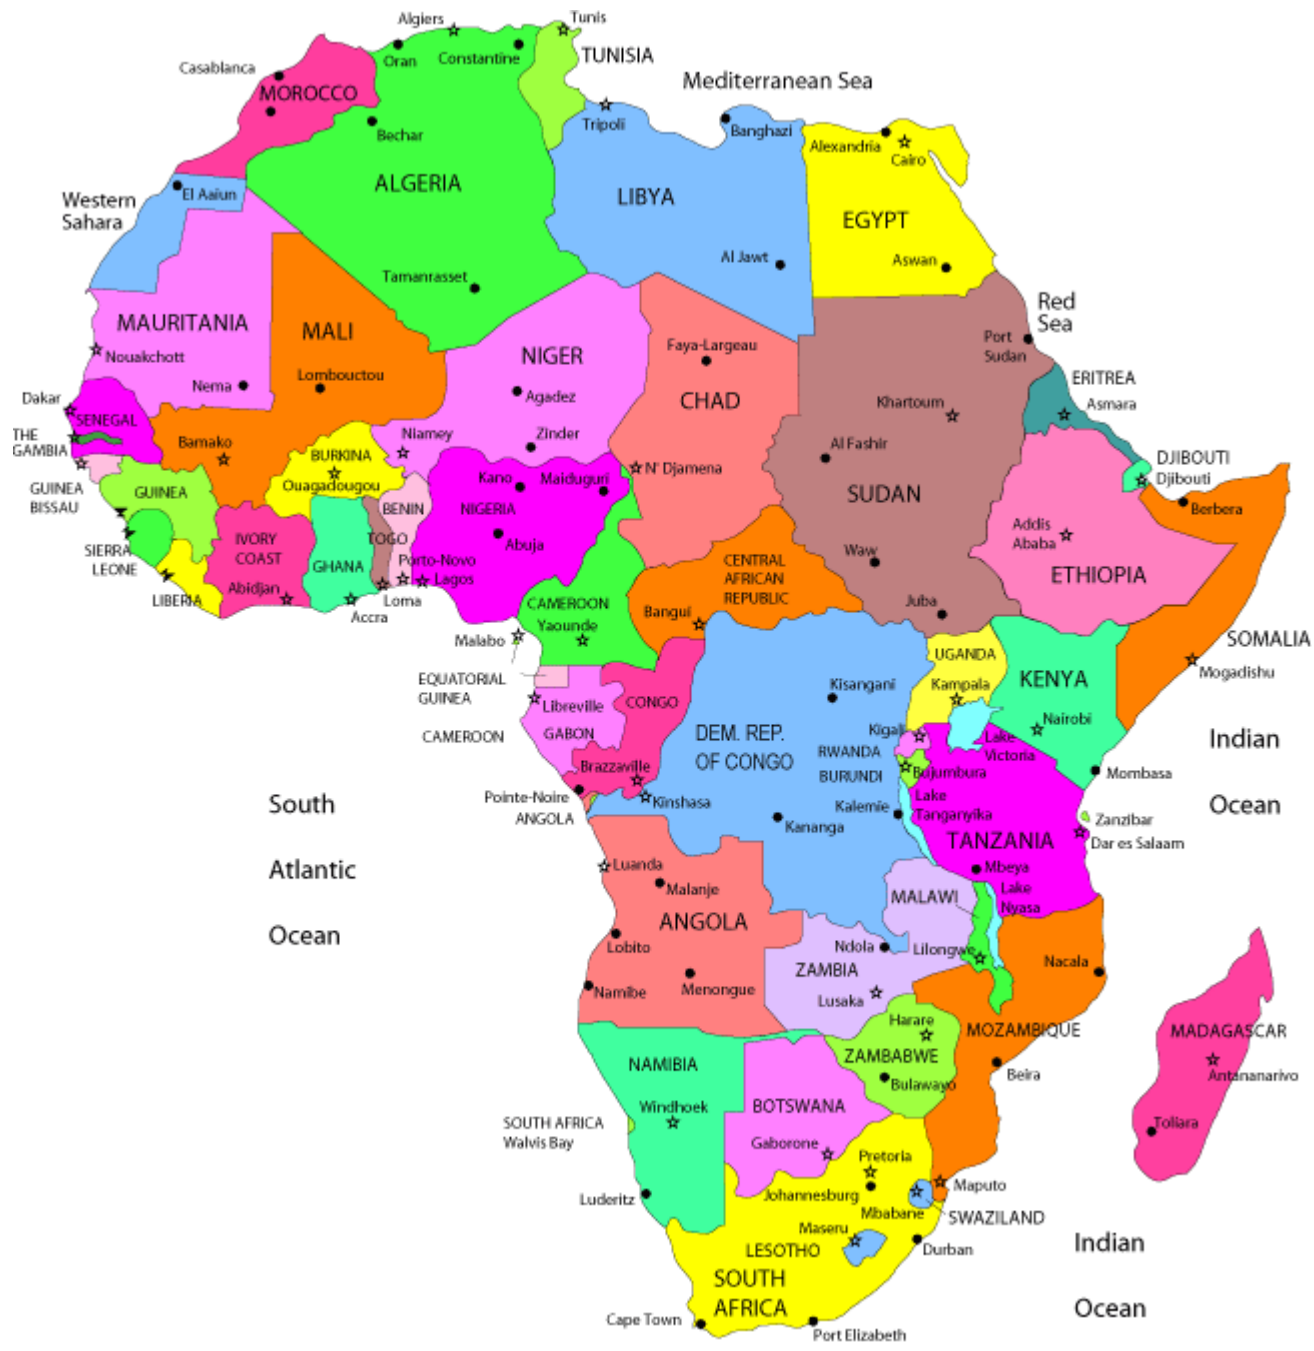 Algiers
Tunis
Oran
Constantine
TUNISIA
Casablanca
Mediterranean Sea
MOROCCO
Tripoli
Banghazi
Bechar
Alexandria
Cairo
ALGERIA
Western
Sahara
El Aaiun
LIBYA
EGYPT
Al Jawt
Aswan
Tamanrasset
Red
Sea
MAURITANIA
MALI
NIGER
Port
Sudan
Nouakchott
Faya-Largeau
Nema
Lombouctou
Agadez
CHAD
ERITREA
Dakar
SENEGAL
Khartoum
Asmara
THE
GAMBIA
Bamako
Niamey
Zinder
Al Fashir
BURKINA
DJIBOUTI
Djibouti
GUINEA
BISSAU
GUINEA
Ouagadougou
Kano
Maiduguri
N' Djamena
SUDAN
BENIN
NIGERIA
Berbera
IVORY
COAST
TOGO
Abuja
Addis
Ababa
SIERRA
LEONE
GHANA
Porto-Novo
Lagos
CENTRAL
AFRICAN
REPUBLIC
Waw
ETHIOPIA
LIBERIA
Abidjan
Loma
Accra
CAMEROON
Yaounde
Bangui
Juba
Malabo
UGANDA
SOMALIA
EQUATORIAL
GUINEA
Kisangani
Kampala
KENYA
Mogadishu
Libreville
CONGO
CAMEROON
GABON
DEM. REP.
OF CONGO
Kigali
Nairobi
Lake
Victoria
Indian
RWANDA
Brazzaville
BURUNDI
Bujumbura
Mombasa
Pointe-Noire
Kinshasa
South
Kalemie
Lake
Tanganyika
Ocean
ANGOLA
Kananga
Zanzibar
TANZANIA
Dar es Salaam
Atlantic
Luanda
Mbeya
Malanje
MALAWI
Lake
Nyasa
ANGOLA
Ocean
Lobito
Ndola
Lilongwe
Nacala
ZAMBIA
Namibe
Menongue
Lusaka
Harare
MOZAMBIQUE
MADAGASCAR
NAMIBIA
ZAMBABWE
Beira
Antananarivo
Bulawayo
Windhoek
BOTSWANA
SOUTH AFRICA
Walvis Bay
Toliara
Gaborone
Pretoria
Luderitz
Johannesburg
Maputo
Mbabane
SWAZILAND
Maseru
LESOTHO
Durban
Indian
SOUTH
AFRICA
Ocean
Cape Town
Port Elizabeth